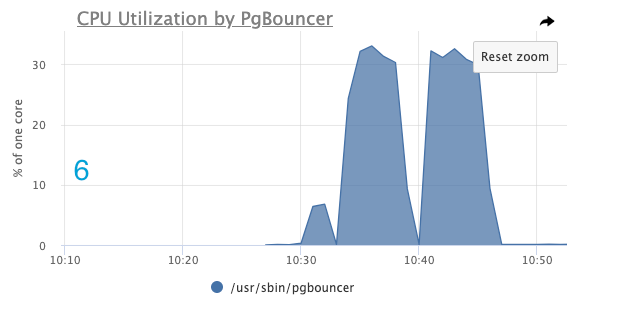 CPU Utilization by PgBouncer
Reset zoom
% of one core
30
20
10
0
6
10:10 10:20 10:30 10:40 10:50
/usr/sbin/pgbouncer